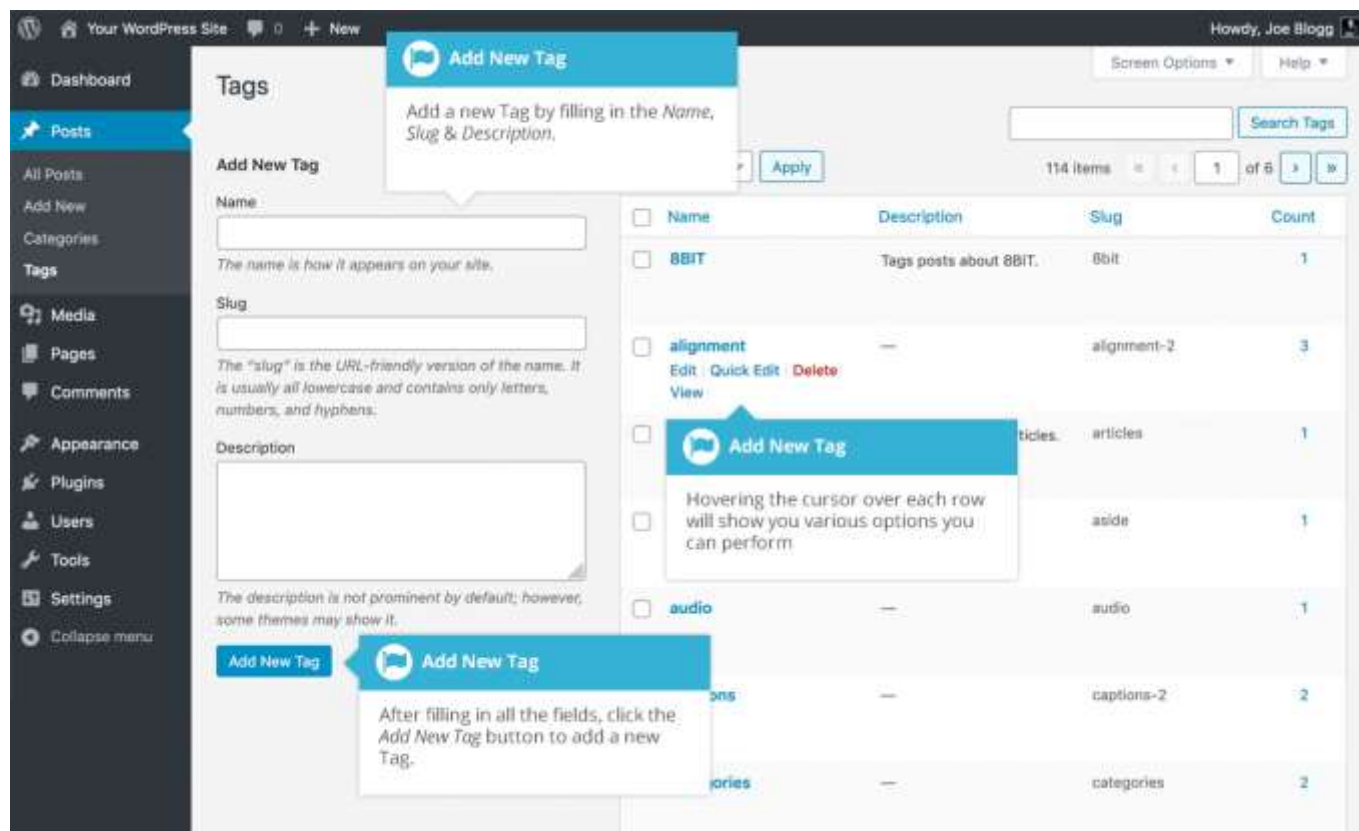 Your WordPress Site 0 + New
Howdy, Joe Blogg
Dashboard
Posts
All Posts
Add New
Categories
Tags
Media
Pages
Comments
Appearance
Plugins
Users
Tools
Settings
Collapse menu
Tags
Screen Options
Help
Search Tags
Add New Tag
Add a new Tag by filling in the Name,
Slug & Description.
Apply
114 items « ‹ 1 of 6 › »
Add New Tag
Name
The name is how it appears on your site.
Slug
The "slug" is the URL-friendly version of the name. It
is usually all lowercase and contains only letters,
numbers, and hyphens.
Description
The description is not prominent by default; however,
some themes may show it.
Add New Tag
Add New Tag
After filling in all the fields, click the
Add New Tag button to add a new
Tag.
Name Description Slug Count
8BIT Tags posts about 8BIT. 8bit 1
alignment — alignment-2 3
Edit Quick Edit Delete
View
Add New Tag
Hovering the cursor over each row
will show you various options you
can perform
ticles. articles 1
aside 1
audio — audio 1
ons — captions-2 2
ories — categories 2